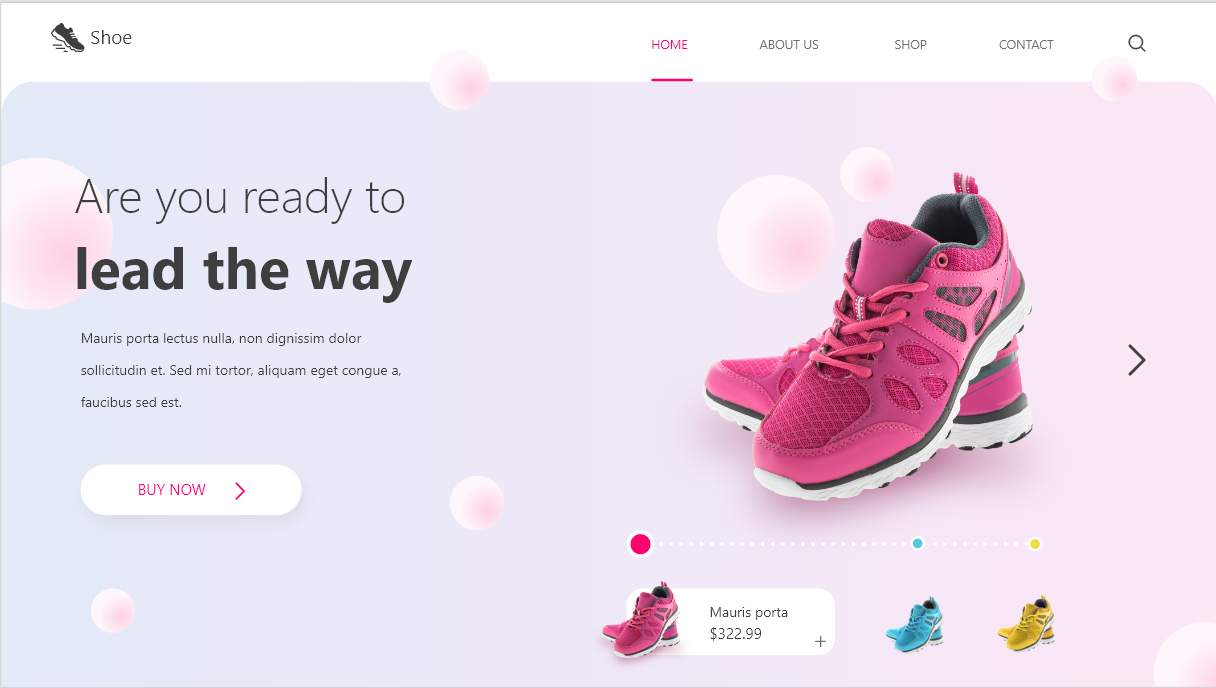 Shoe
HOME ABOUT US SHOP CONTACT
Are you ready to
lead the way
Mauris porta lectus nulla, non dignissim dolor
sollicitudin et. Sed mi tortor, aliquam eget congue a,
faucibus sed est.
BUY NOW
Mauris porta
$322.99
+